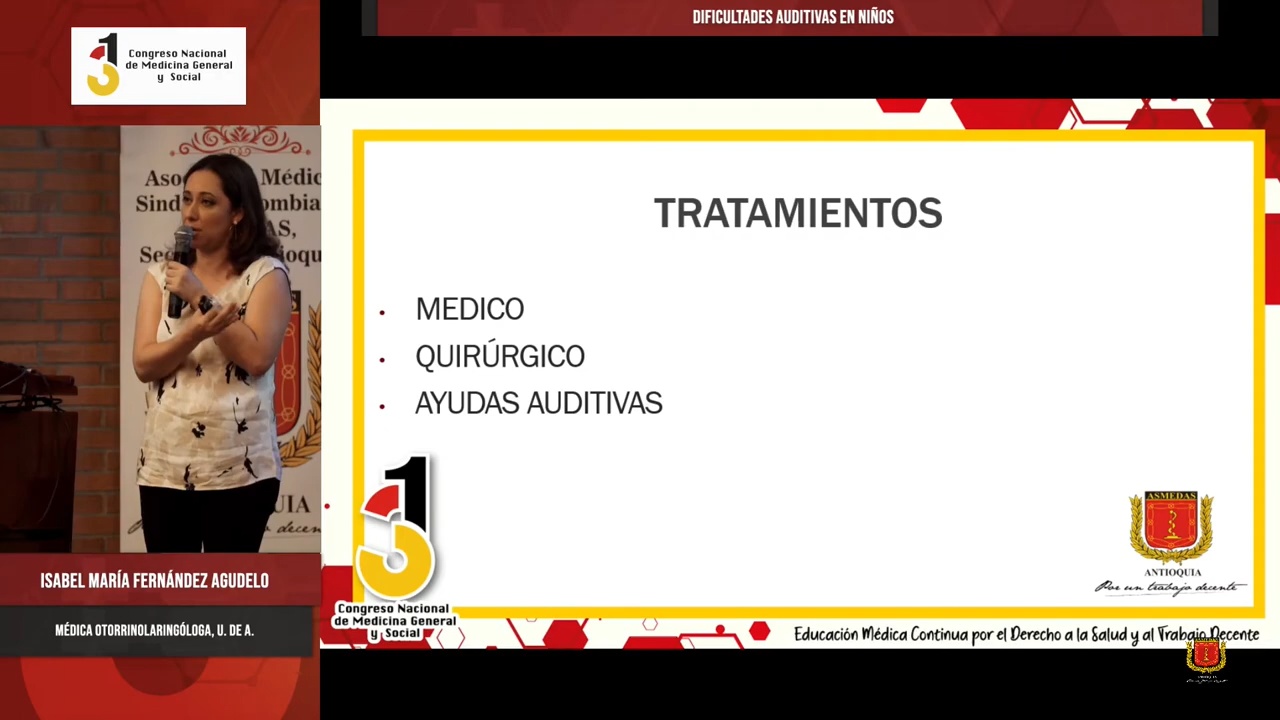 DIFICULTADES AUDITIVAS EN NIÑOS
Congreso Nacional
de Medicina General
y Social
Médic
Sind
TRATAMIENTOS
• MEDICO
• QUIRÚRGICO
• AYUDAS AUDITIVAS
ASMEDAS
ANTIOQUIA
Por un trabajo decente
Congreso Nacional
de Medicina General
y Social
Educación Médica Continua por el Derecho a la Salud y al Trabajo Decente
ISABEL MARÍA FERNÁNDEZ AGUDELO
MÉDICA OTORRINOLARINGÓLOGA, U. DE A.